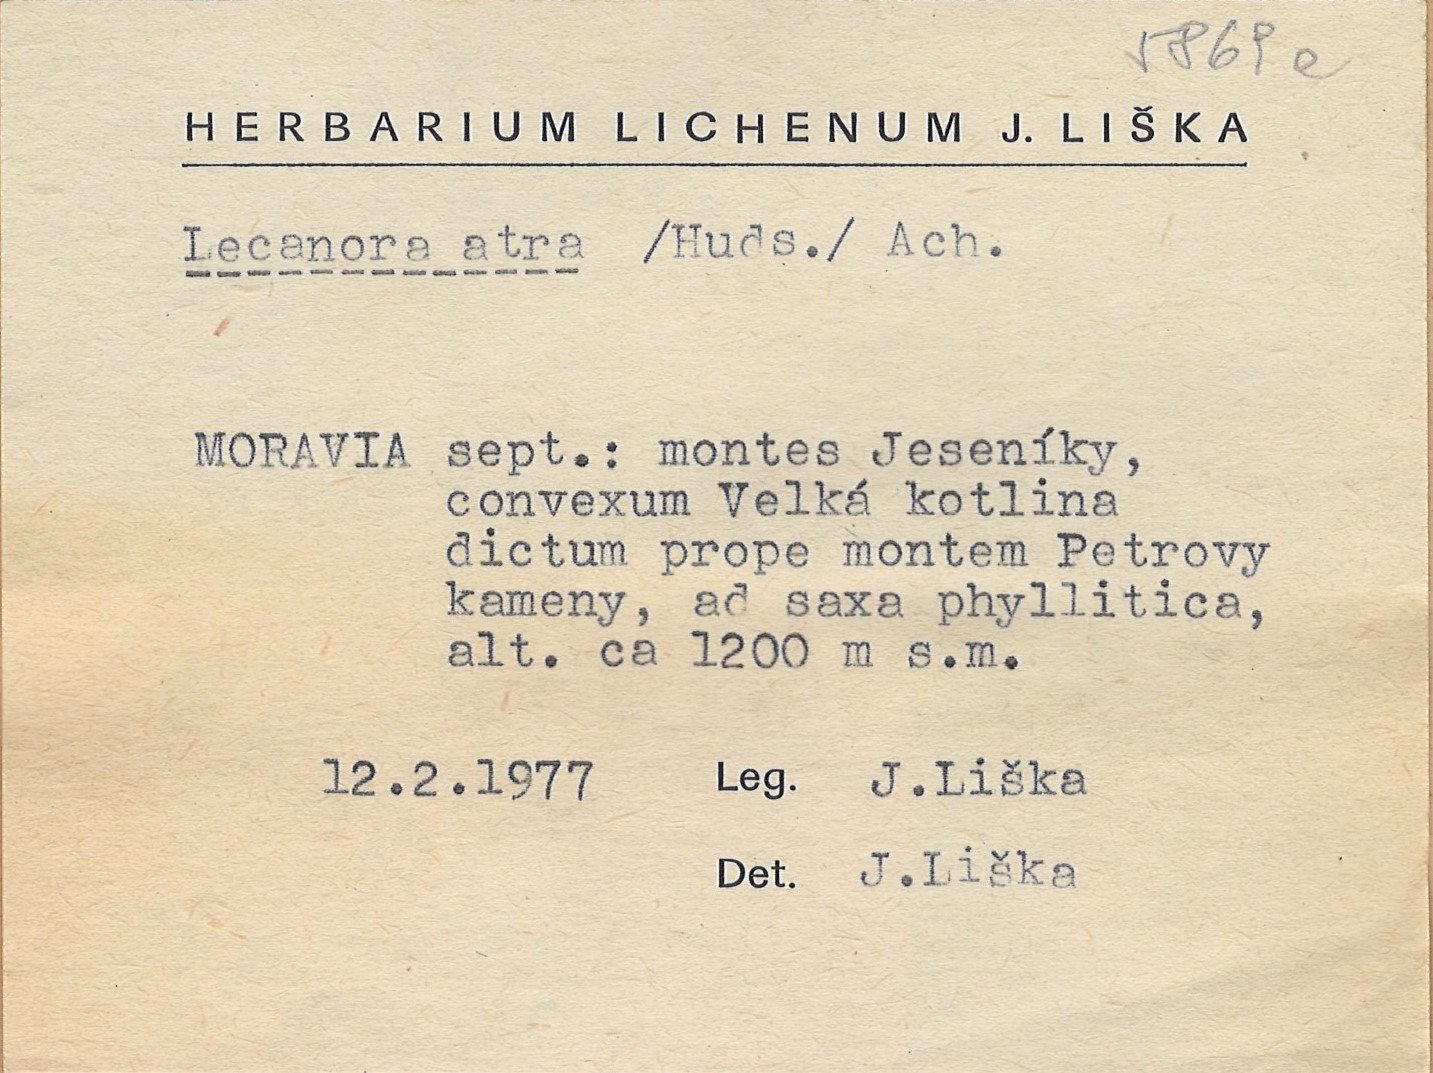 5869 e
HERBARIUM LICHENUM J. LIŠKA
Lecanora atra /Huds./ Ach.
MORAVIA sept.: montes Jeseníky,
convexum Velká kotlina
dictum prope montem Petrovy
kameny, ad saxa phyllitica,
alt. ca 1200 m s.m.
12.2.1977 Leg. J.Liška
Det. J.Liška